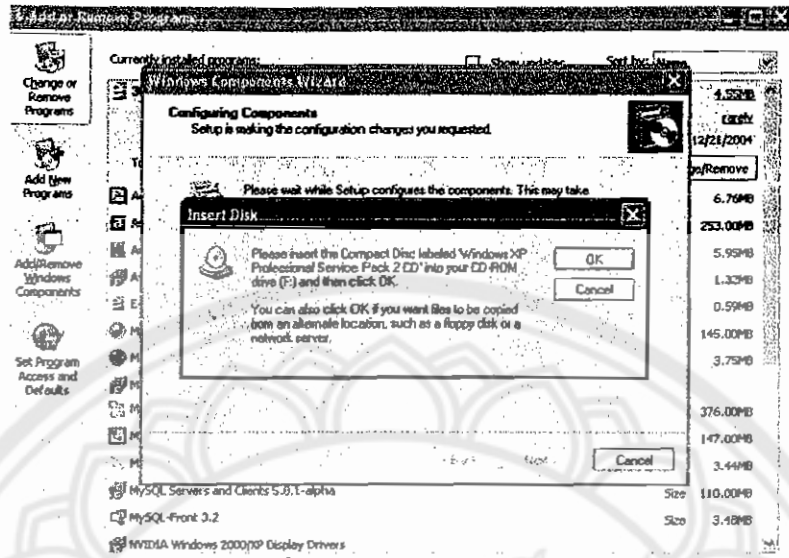 Add or Remove Programs
Currently installed programs:
Show updates
Sort by: Name
Change or
Remove
Programs
Add New
Programs
Add/Remove
Windows
Components
Set Program
Access and
Defaults
Windows Components Wizard
Configuring Components
Setup is making the configuration changes you requested.
Please wait while Setup configures the components. This may take
Insert Disk
Please insert the Compact Disc labeled 'Windows XP
Professional Service Pack 2 CD' into your CD-ROM
drive (F:) and then click OK.
You can also click OK if you want files to be copied
from an alternate location, such as a floppy disk or a
network server.
OK
Cancel
Cancel
rarely
12/21/2004
6.76MB
253.00MB
5.95MB
0.59MB
145.00MB
3.75MB
376.00MB
147.00MB
3.44MB
MySQL Servers and Clients 5.0.1-alpha
Size 110.00MB
MySQL-Front 3.2
Size 3.48MB
NVIDIA Windows 2000/XP Display Drivers